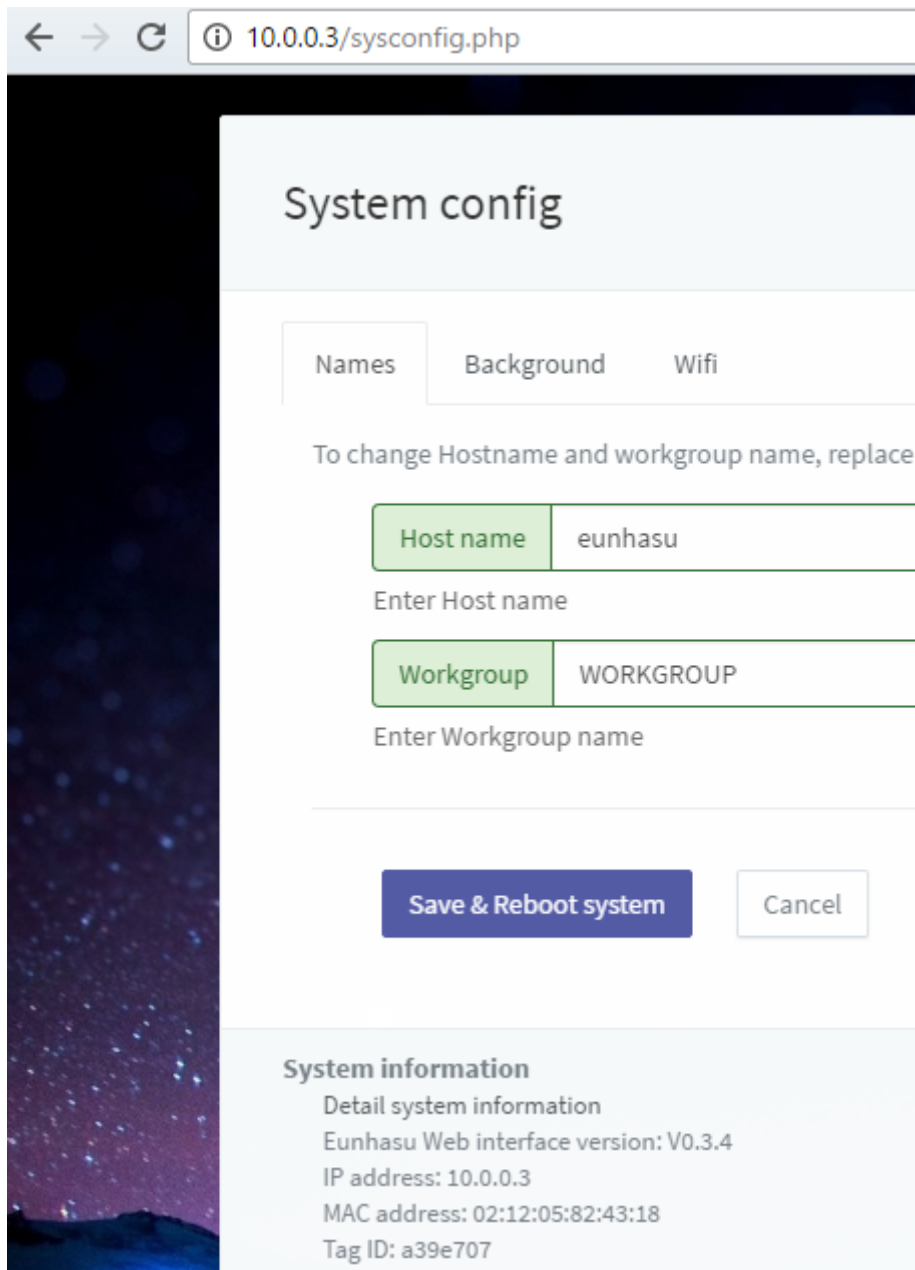 10.0.0.3/sysconfig.php
System config
Names Background Wifi
To change Hostname and workgroup name, replace
Host name eunhasu
Enter Host name
Workgroup WORKGROUP
Enter Workgroup name
Save & Reboot system Cancel
System information
Detail system information
Eunhasu Web interface version: V0.3.4
IP address: 10.0.0.3
MAC address: 02:12:05:82:43:18
Tag ID: a39e707